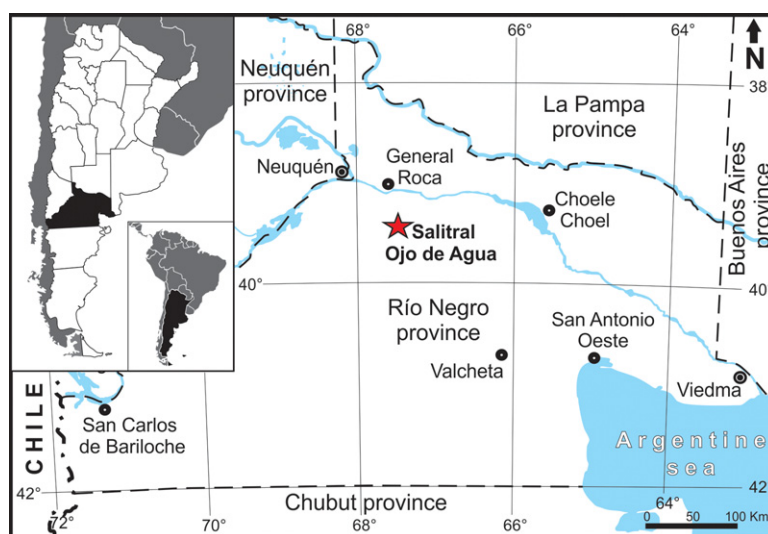 68°
66°
64°
N
38°
Neuquén
province
La Pampa
province
Buenos Aires
province
Neuquén
General
Roca
Choele
Choel
Salitral
Ojo de Agua
40°
40
Río Negro
province
San Antonio
Oeste
Valcheta
Viedma
CHILE
San Carlos
de Bariloche
Argentine
sea
42°
42
Chubut province
72°
70°
68°
66°
64°
0 50 100 Km